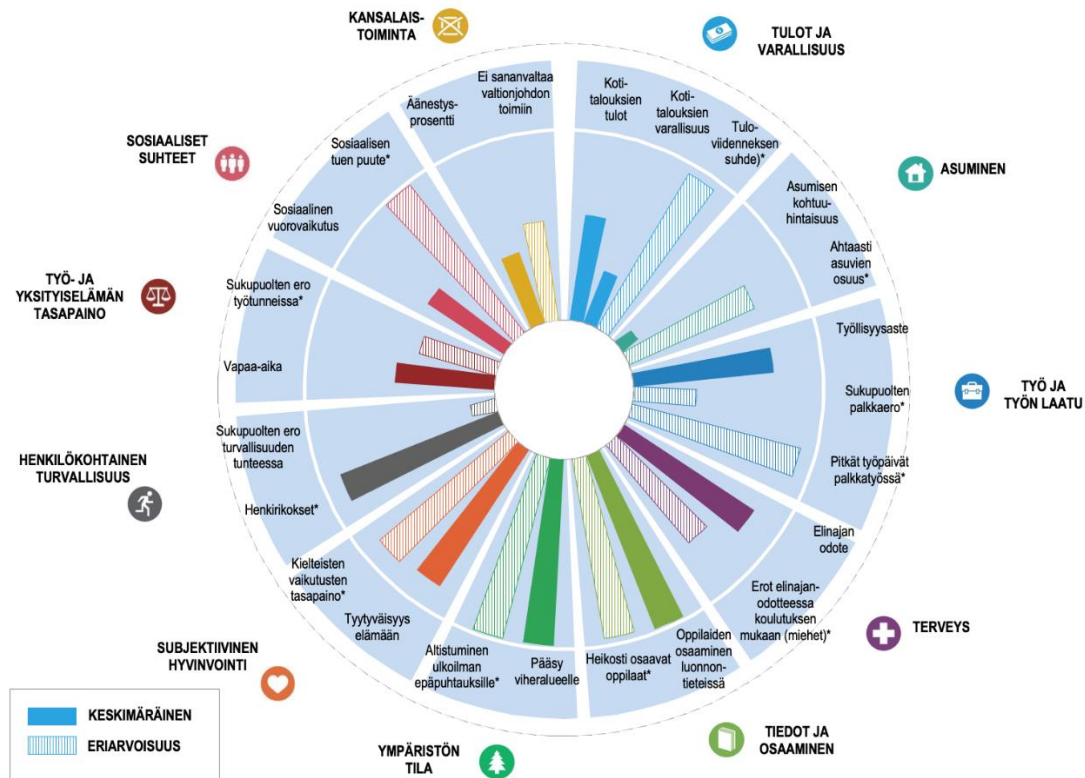 KANSALAIS-
TOIMINTA
TULOT JA
VARALLISUUS
Äänestys-
prosentti
Ei sananvaltaa
valtionjohdon
toimiin
Koti-
talouksien
tulot
Koti-
talouksien
varallisuus
Tulo-
viidenneksen
suhde)*
SOSIAALISET
SUHTEET
Sosiaalisen
tuen puute*
Sosiaalinen
vuorovaikutus
ASUMINEN
Asumisen
kohtuu-
hintaisuus
Ahtaasti
asuvien
osuus*
TYÖ- JA
YKSITYISELÄMÄN
TASAPAINO
Sukupuolten ero
työtunneissa*
Vapaa-aika
TYÖ JA
TYÖN LAATU
Työllisyysaste
Sukupuolten
palkkaero*
Pitkät työpäivät
palkkatyössä*
HENKILÖKOHTAINEN
TURVALLISUUS
Sukupuolten ero
turvallisuuden
tunteessa
Henkirikokset*
TERVEYS
Elinajan
odote
Erot elinajan-
odotteessa
koulutuksen
mukaan (miehet)*
SUBJEKTIIVINEN
HYVINVOINTI
Kielteisten
vaikutusten
tasapaino*
Tyytyväisyys
elämään
Altistuminen
ulkoilman
epäpuhtauksille*
Pääsy
viheralueelle
Heikosti osaavat
oppilaat*
Oppilaiden
osaaminen
luonnon-
tieteissä
YMPÄRISTÖN
TILA
TIEDOT JA
OSAAMINEN
KESKIMÄRÄINEN
ERIARVOISUUS